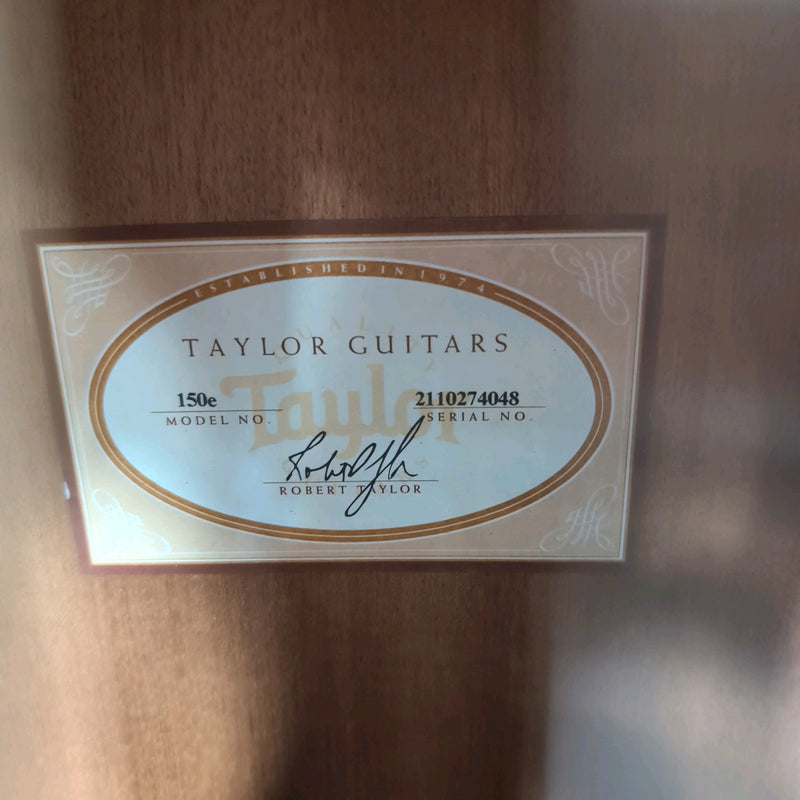 ESTABLISHED IN 1974
TAYLOR GUITARS
Taylor
150e 2110274048
MODEL NO. SERIAL NO.
ROBERT TAYLOR